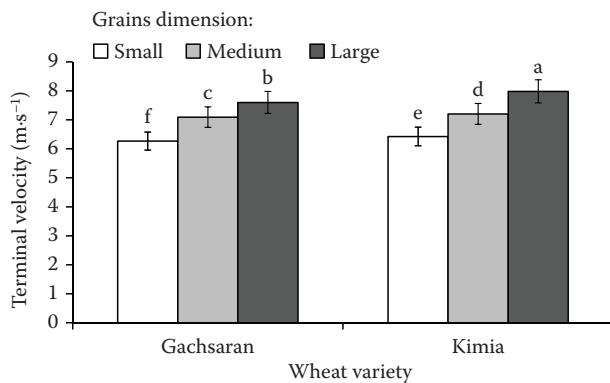 Grains dimension:
Small Medium Large
Terminal velocity (m·s⁻¹)
9
8
7
6
5
4
3
2
1
0
f c b e d a
Gachsaran Kimia
Wheat variety